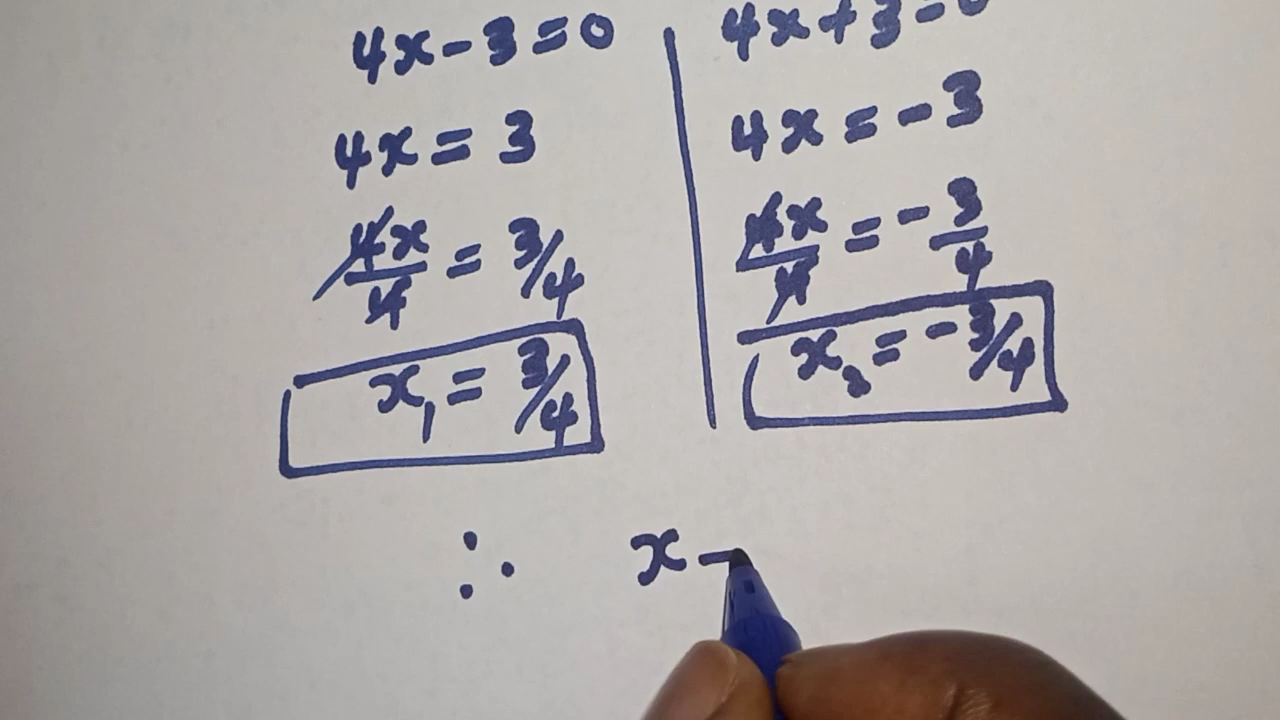 4x-3=0
4x = 3
4x/4 = 3/4
x₁ = 3/4
4x+3=0
4x = -3
4x/4 = -3/4
x₃ = -3/4
∴ x -